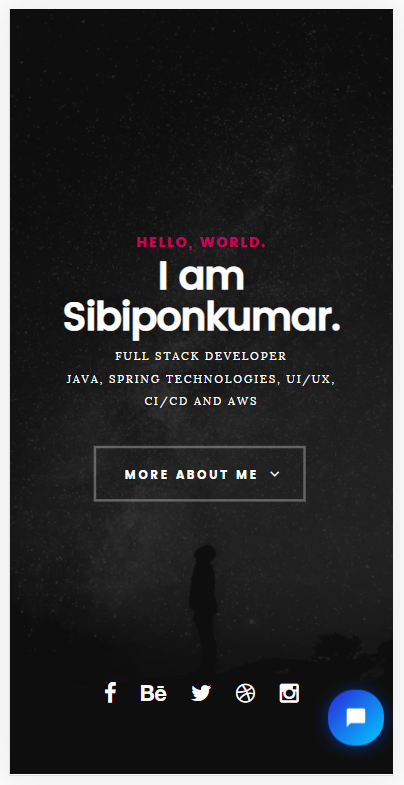 HELLO, WORLD.
I am
Sibiponkumar.
FULL STACK DEVELOPER
JAVA, SPRING TECHNOLOGIES, UI/UX,
CI/CD AND AWS
MORE ABOUT ME
Bē